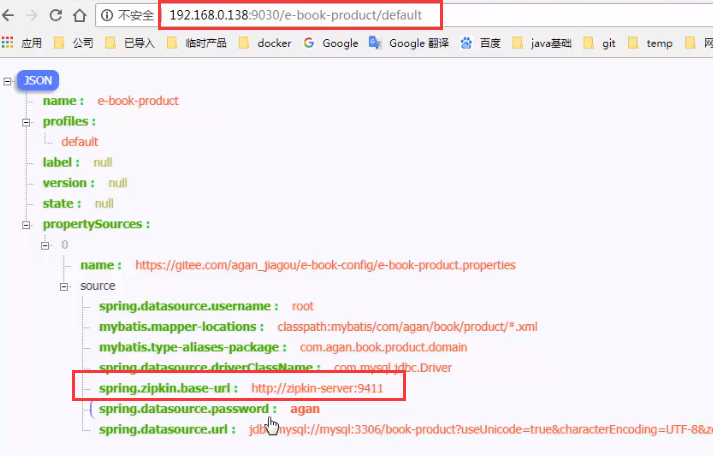 不安全 192.168.0.138:9030/e-book-product/default
应用 公司 已导入 临时产品 docker Google Google 翻译 百度 java基础 git temp
JSON
name : e-book-product
profiles :
default
label : null
version : null
state : null
propertySources :
0
name : https://gitee.com/agan_jiagou/e-book-config/e-book-product.properties
source
spring.datasource.username : root
mybatis.mapper-locations : classpath:mybatis/com/agan/book/product/*.xml
mybatis.type-aliases-package : com.agan.book.product.domain
spring.datasource.driverClassName : com.mysql.jdbc.Driver
spring.zipkin.base-url : http://zipkin-server:9411
spring.datasource.password : agan
spring.datasource.url : jdbc:mysql://mysql:3306/book-product?useUnicode=true&characterEncoding=UTF-8&ze